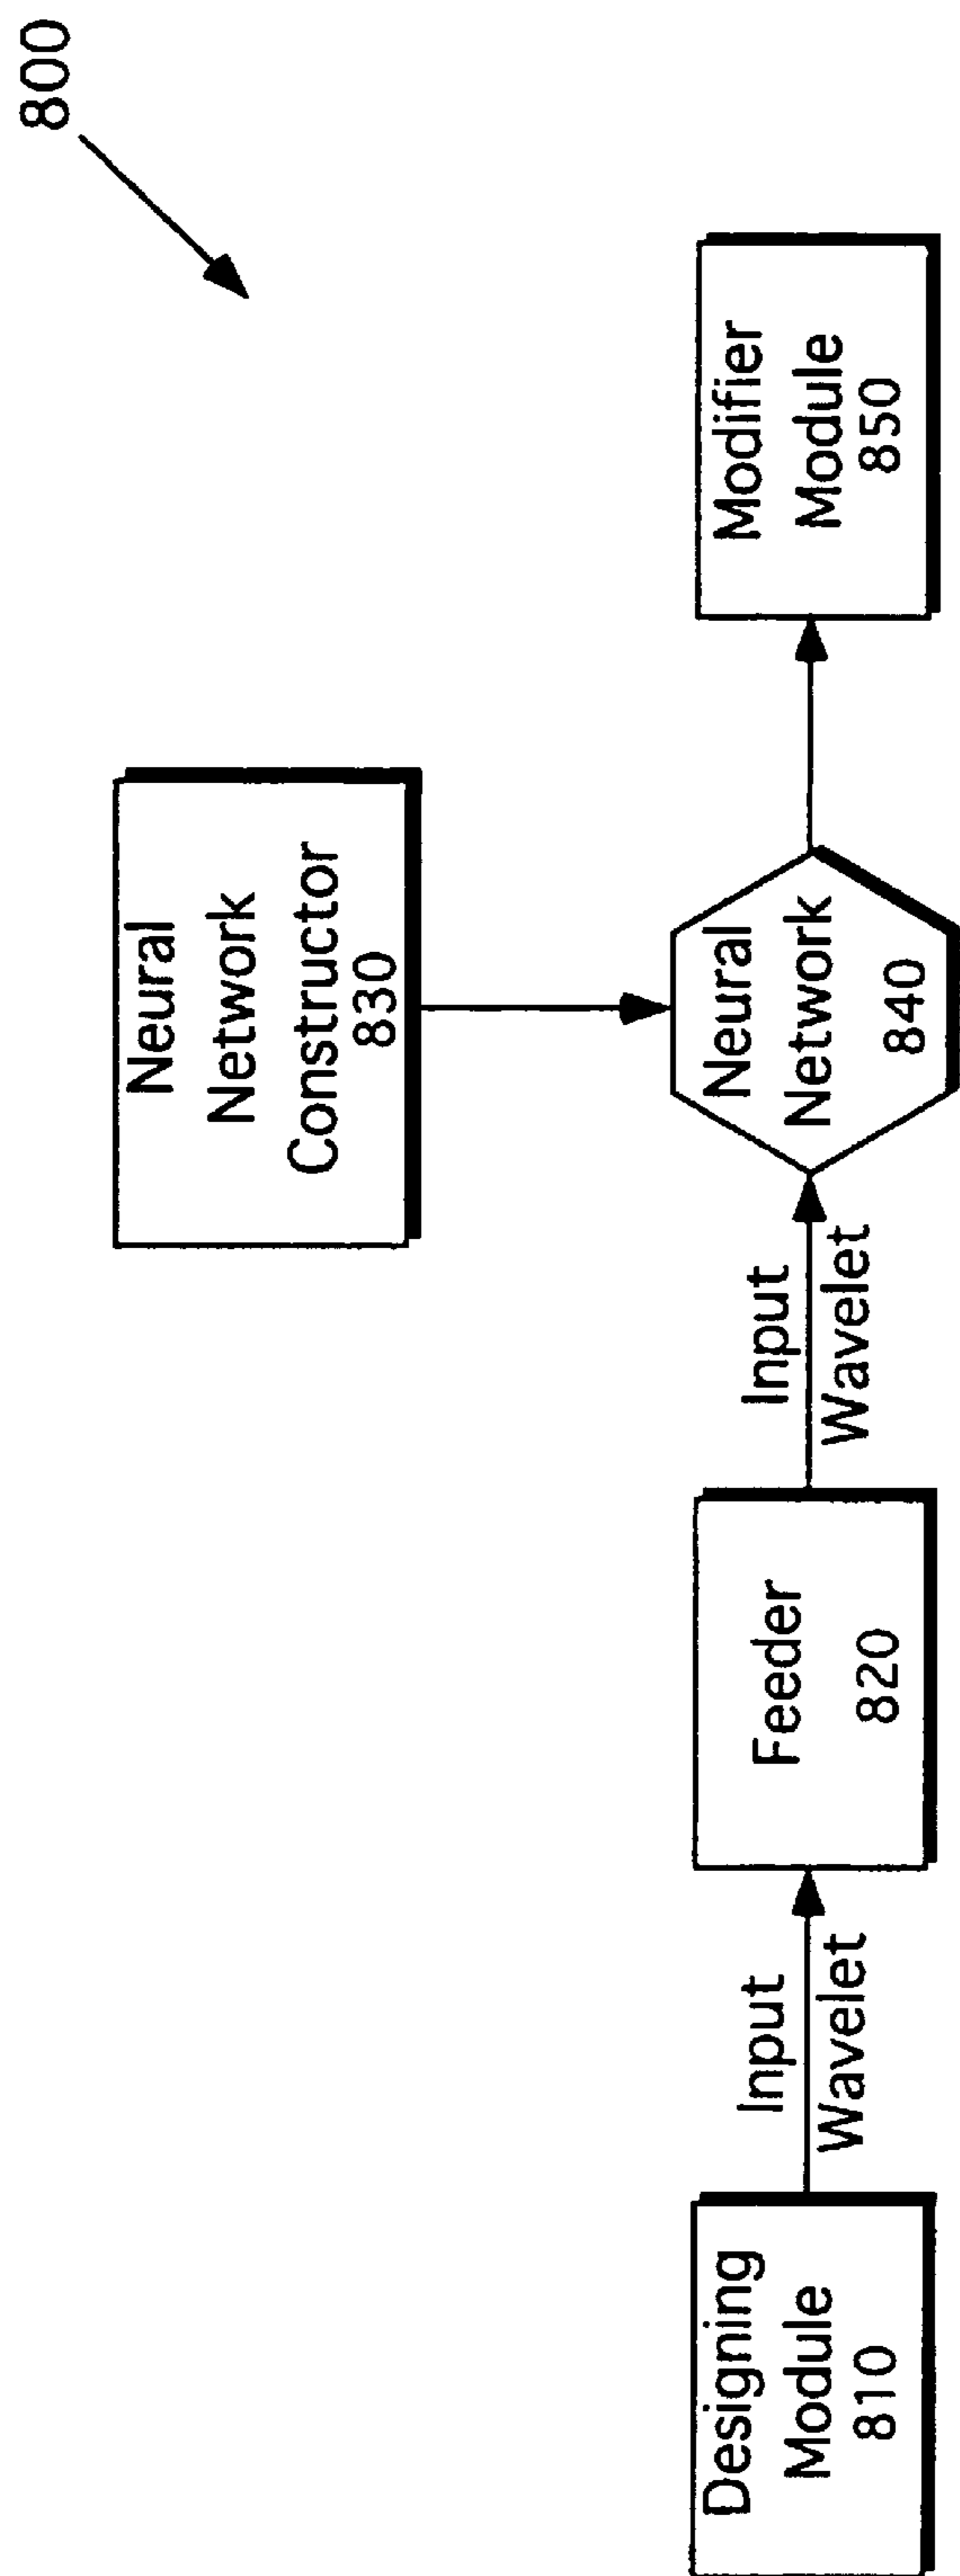 800
Neural
Network
Constructor
830
Designing
Module
810
Input
Wavelet
Feeder
820
Input
Wavelet
Neural
Network
840
Modifier
Module
850